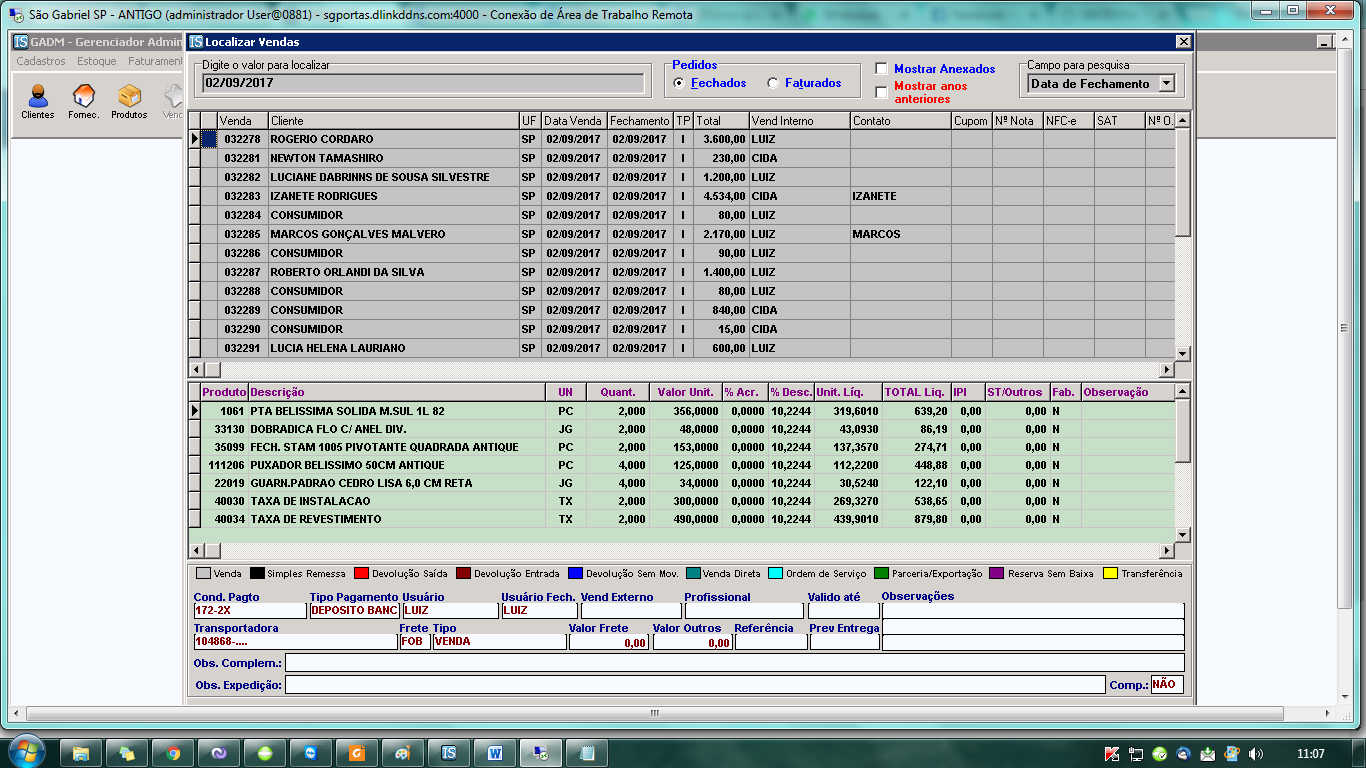 São Gabriel SP - ANTIGO (administrador User@0881) - sgportas.dlinkddns.com:4000 - Conexão de Área de Trabalho Remota
GADM - Gerenciador Admin
Cadastros Estoque Faturament
Clientes Fornec. Produtos
Localizar Vendas
Digite o valor para localizar
02/09/2017
Pedidos
Fechados Faturados
Mostrar Anexados
Mostrar anos anteriores
Campo para pesquisa
Data de Fechamento
Venda Cliente UF Data Venda Fechamento TP Total Vend Interno Contato Cupom Nº Nota NFC-e SAT Nº O.
032278 ROGERIO CORDARO SP 02/09/2017 02/09/2017 I 3.600,00 LUIZ
032281 NEWTON TAMASHIRO SP 02/09/2017 02/09/2017 I 230,00 CIDA
032282 LUCIANE DABRINNS DE SOUSA SILVESTRE SP 02/09/2017 02/09/2017 I 1.200,00 LUIZ
032283 IZANETE RODRIGUES SP 02/09/2017 02/09/2017 I 4.534,00 CIDA IZANETE
032284 CONSUMIDOR SP 02/09/2017 02/09/2017 I 80,00 LUIZ
032285 MARCOS GONÇALVES MALVERO SP 02/09/2017 02/09/2017 I 2.170,00 LUIZ MARCOS
032286 CONSUMIDOR SP 02/09/2017 02/09/2017 I 90,00 LUIZ
032287 ROBERTO ORLANDI DA SILVA SP 02/09/2017 02/09/2017 I 1.400,00 LUIZ
032288 CONSUMIDOR SP 02/09/2017 02/09/2017 I 80,00 LUIZ
032289 CONSUMIDOR SP 02/09/2017 02/09/2017 I 840,00 CIDA
032290 CONSUMIDOR SP 02/09/2017 02/09/2017 I 15,00 CIDA
032291 LUCIA HELENA LAURIANO SP 02/09/2017 02/09/2017 I 600,00 LUIZ
Produto Descrição UN Quant. Valor Unit. % Acr. % Desc. Unit. Líq. TOTAL Liq. IPI ST/Outros Fab. Observação
1061 PTA BELISSIMA SOLIDA M.SUL 1L 82 PC 2,000 356,0000 0,0000 10,2244 319,6010 639,20 0,00 0,00 N
33130 DOBRADICA FLO C/ ANEL DIV. JG 2,000 48,0000 0,0000 10,2244 43,0930 86,19 0,00 0,00 N
35099 FECH. STAM 1005 PIVOTANTE QUADRADA ANTIQUE PC 2,000 153,0000 0,0000 10,2244 137,3570 274,71 0,00 0,00 N
111206 PUXADOR BELISSIMO 50CM ANTIQUE PC 4,000 125,0000 0,0000 10,2244 112,2200 448,88 0,00 0,00 N
22019 GUARN.PADRAO CEDRO LISA 6,0 CM RETA JG 4,000 34,0000 0,0000 10,2244 30,5240 122,10 0,00 0,00 N
40030 TAXA DE INSTALACAO TX 2,000 300,0000 0,0000 10,2244 269,3270 538,65 0,00 0,00 N
40034 TAXA DE REVESTIMENTO TX 2,000 490,0000 0,0000 10,2244 439,9010 879,80 0,00 0,00 N
Venda Simples Remessa Devolução Saída Devolução Entrada Devolução Sem Mov. Venda Direta Ordem de Serviço Parceria/Exportação Reserva Sem Baixa Transferência
Cond. Pagto Tipo Pagamento Usuário Usuário Fech. Vend Externo Profissional Valido até Observações
172-2X DEPOSITO BANC LUIZ LUIZ
Transportadora Frete Tipo Valor Frete Valor Outros Referência Prev Entrega
104868-.... FOB VENDA 0,00 0,00
Obs. Complem.:
Obs. Expedição: Comp.: NÃO
11:07